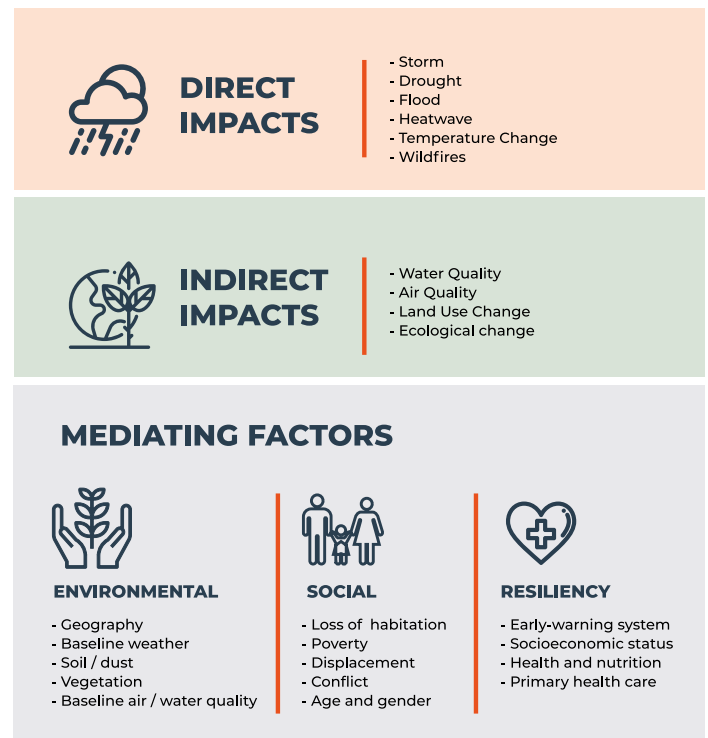 DIRECT
IMPACTS
- Storm
- Drought
- Flood
- Heatwave
- Temperature Change
- Wildfires
INDIRECT
IMPACTS
- Water Quality
- Air Quality
- Land Use Change
- Ecological change
MEDIATING FACTORS
ENVIRONMENTAL
- Geography
- Baseline weather
- Soil / dust
- Vegetation
- Baseline air / water quality
SOCIAL
- Loss of habitation
- Poverty
- Displacement
- Conflict
- Age and gender
RESILIENCY
- Early-warning system
- Socioeconomic status
- Health and nutrition
- Primary health care